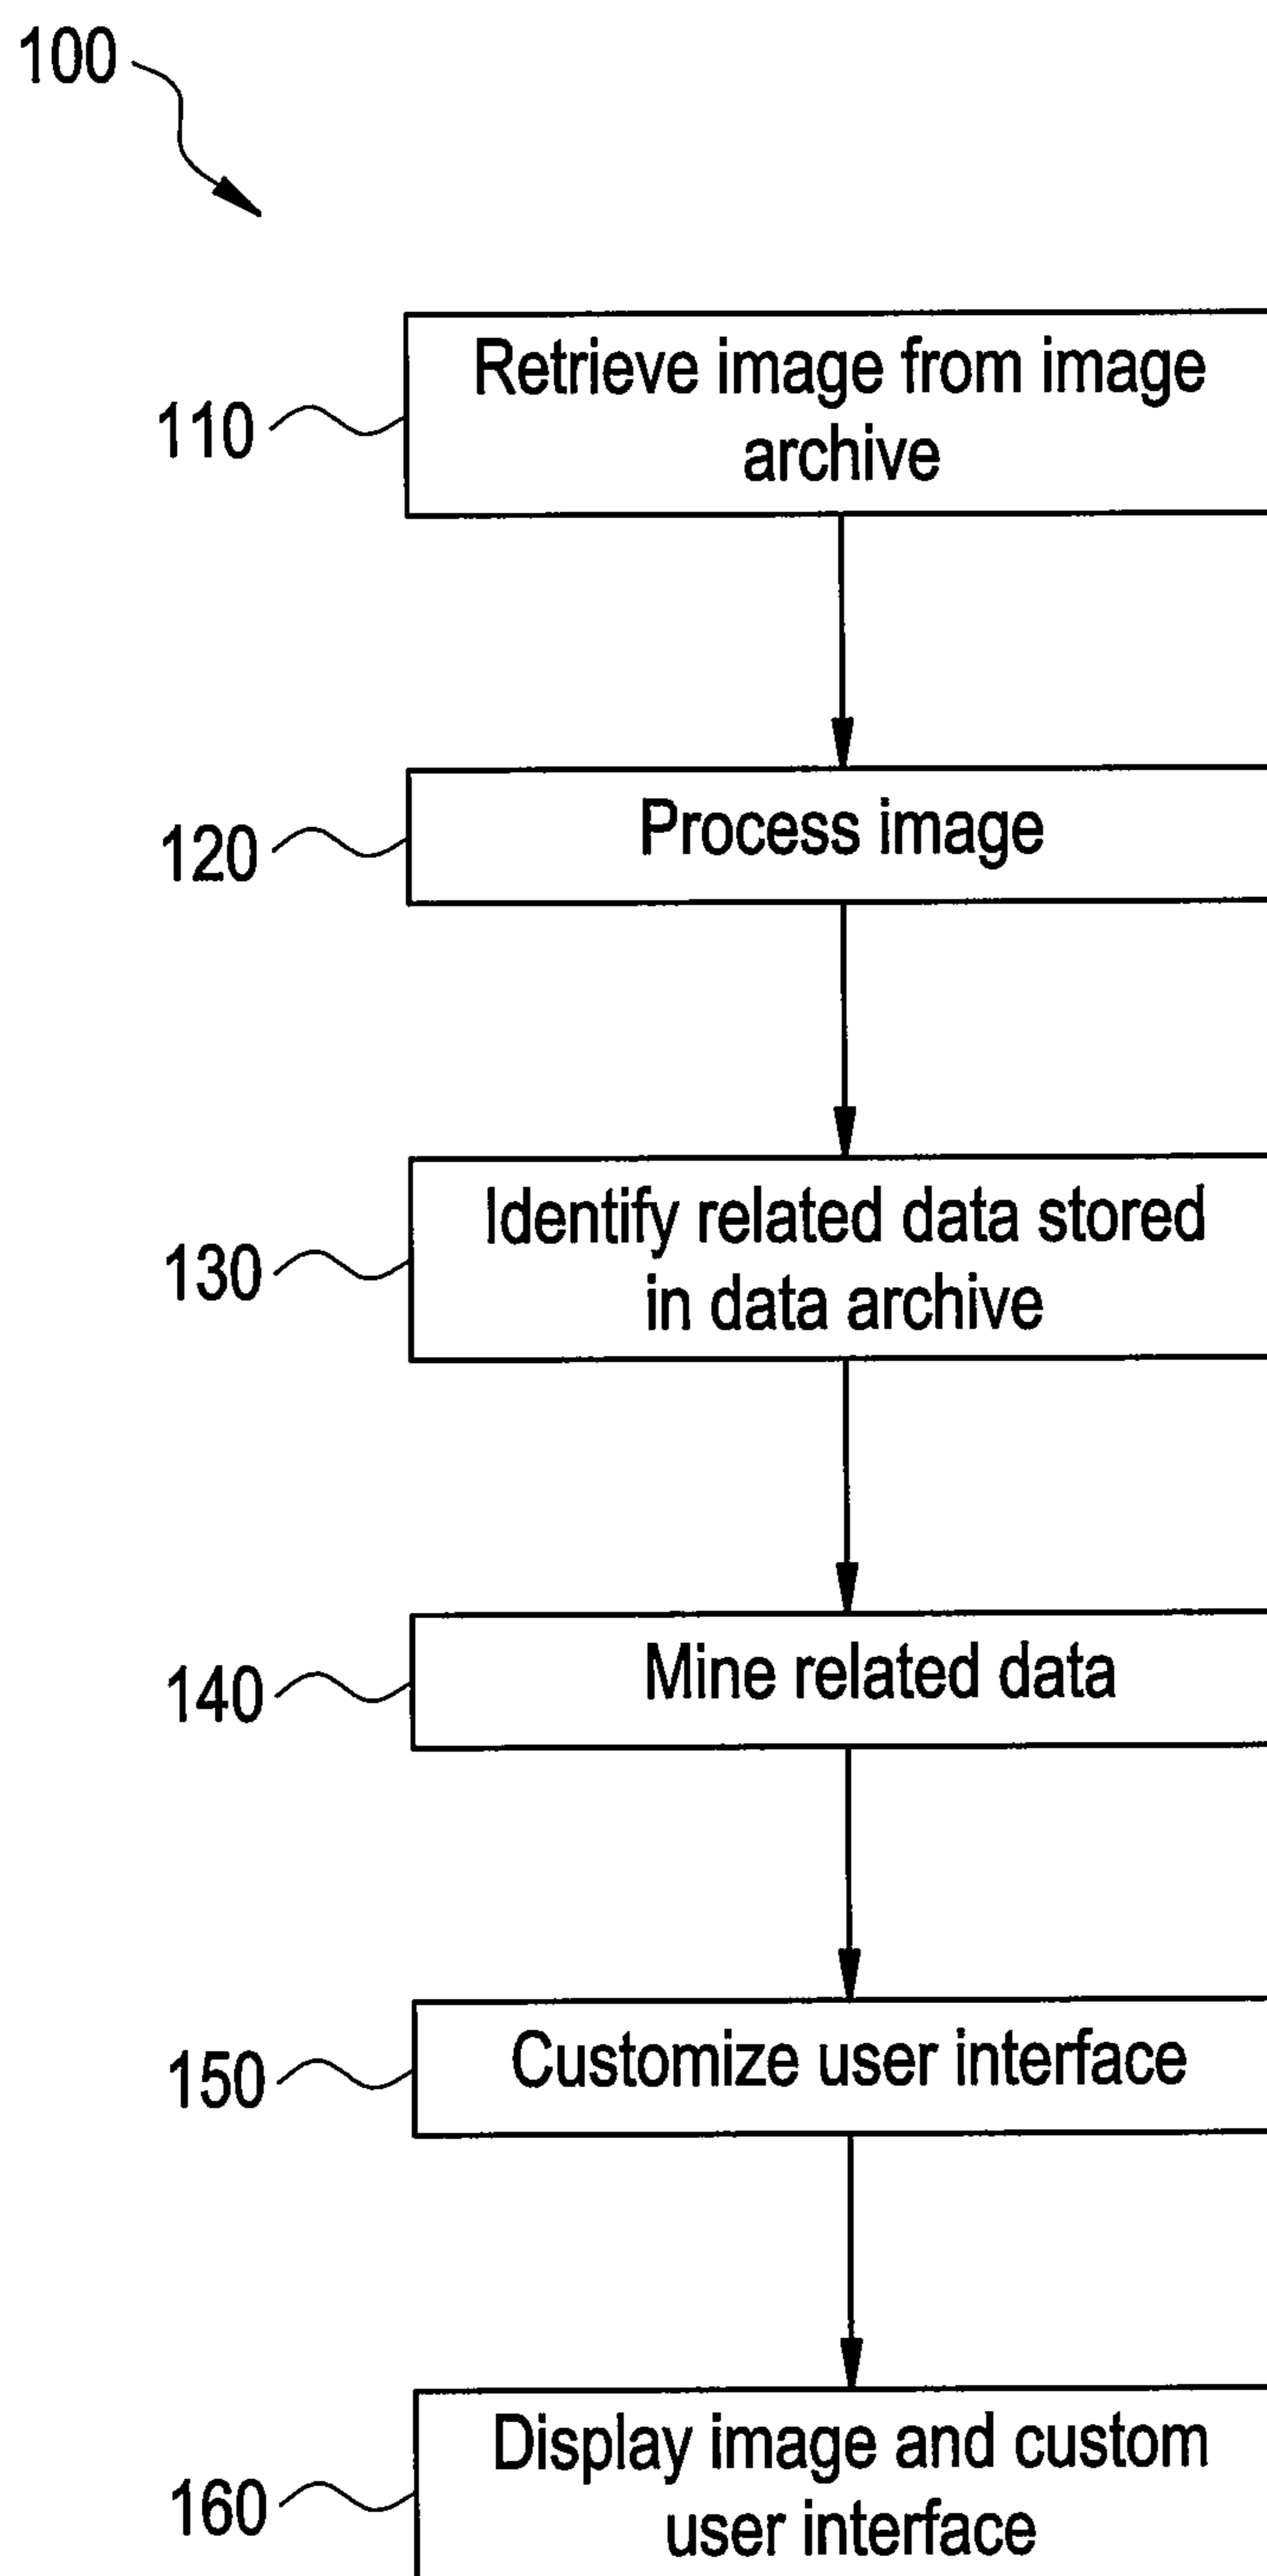 100
110
Retrieve image from image
archive
120
Process image
130
Identify related data stored
in data archive
140
Mine related data
150
Customize user interface
160
Display image and custom
user interface